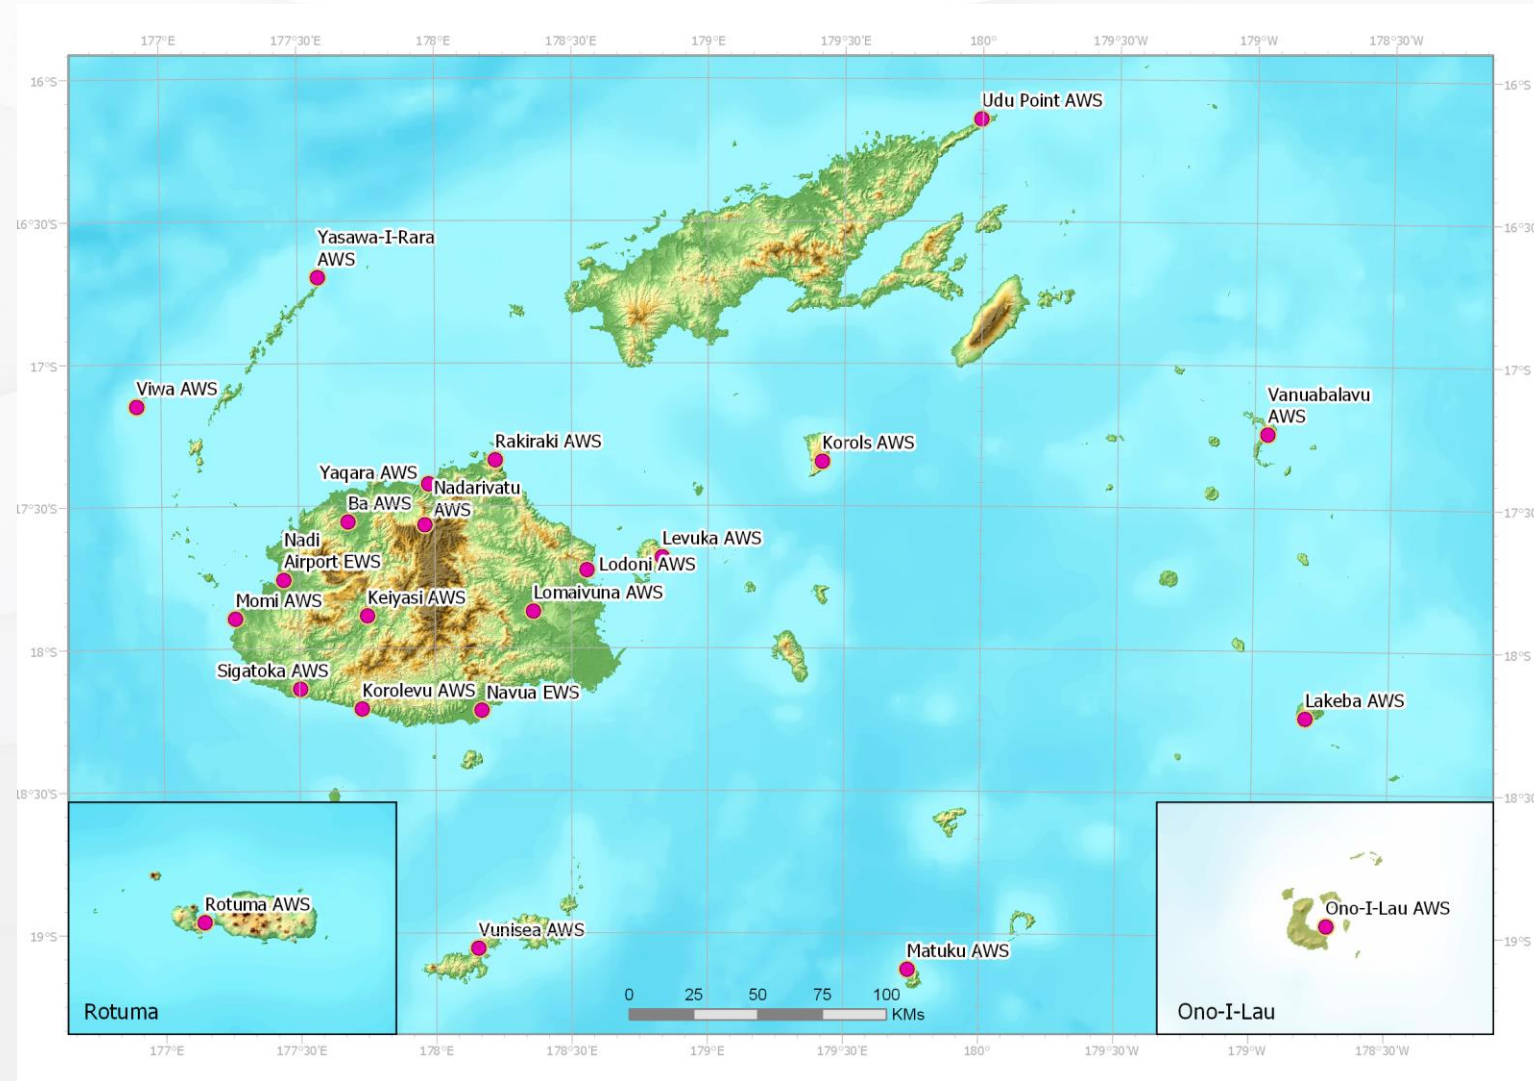 177°E 177°30'E 178°E 178°30'E 179°E 179°30'E 180° 179°30'W 179°W 178°30'W
16°S
16°S
Udu Point AWS
16°30'S
16°3
Yasawa-I-Rara
AWS
17°S
17°S
Viwa AWS
Vanuabalavu
AWS
Rakiraki AWS
Korols AWS
Yaqara AWS
Nadarivatu
AWS
Ba AWS
17°30'S
17°30
Nadi
Airport EWS
Levuka AWS
Lodoni AWS
Lomaivuna AWS
Momi AWS
Keiyasi AWS
18°S
18°S
Sigatoka AWS
Korolevu AWS
Navua EWS
Lakeba AWS
18°30'S
18°30
Rotuma AWS
Rotuma
Ono-I-Lau AWS
Ono-I-Lau
19°S
19°S
Vunisea AWS
Matuku AWS
0 25 50 75 100
KMs
177°E 177°30'E 178°E 178°30'E 179°E 179°30'E 180° 179°30'W 179°W 178°30'W